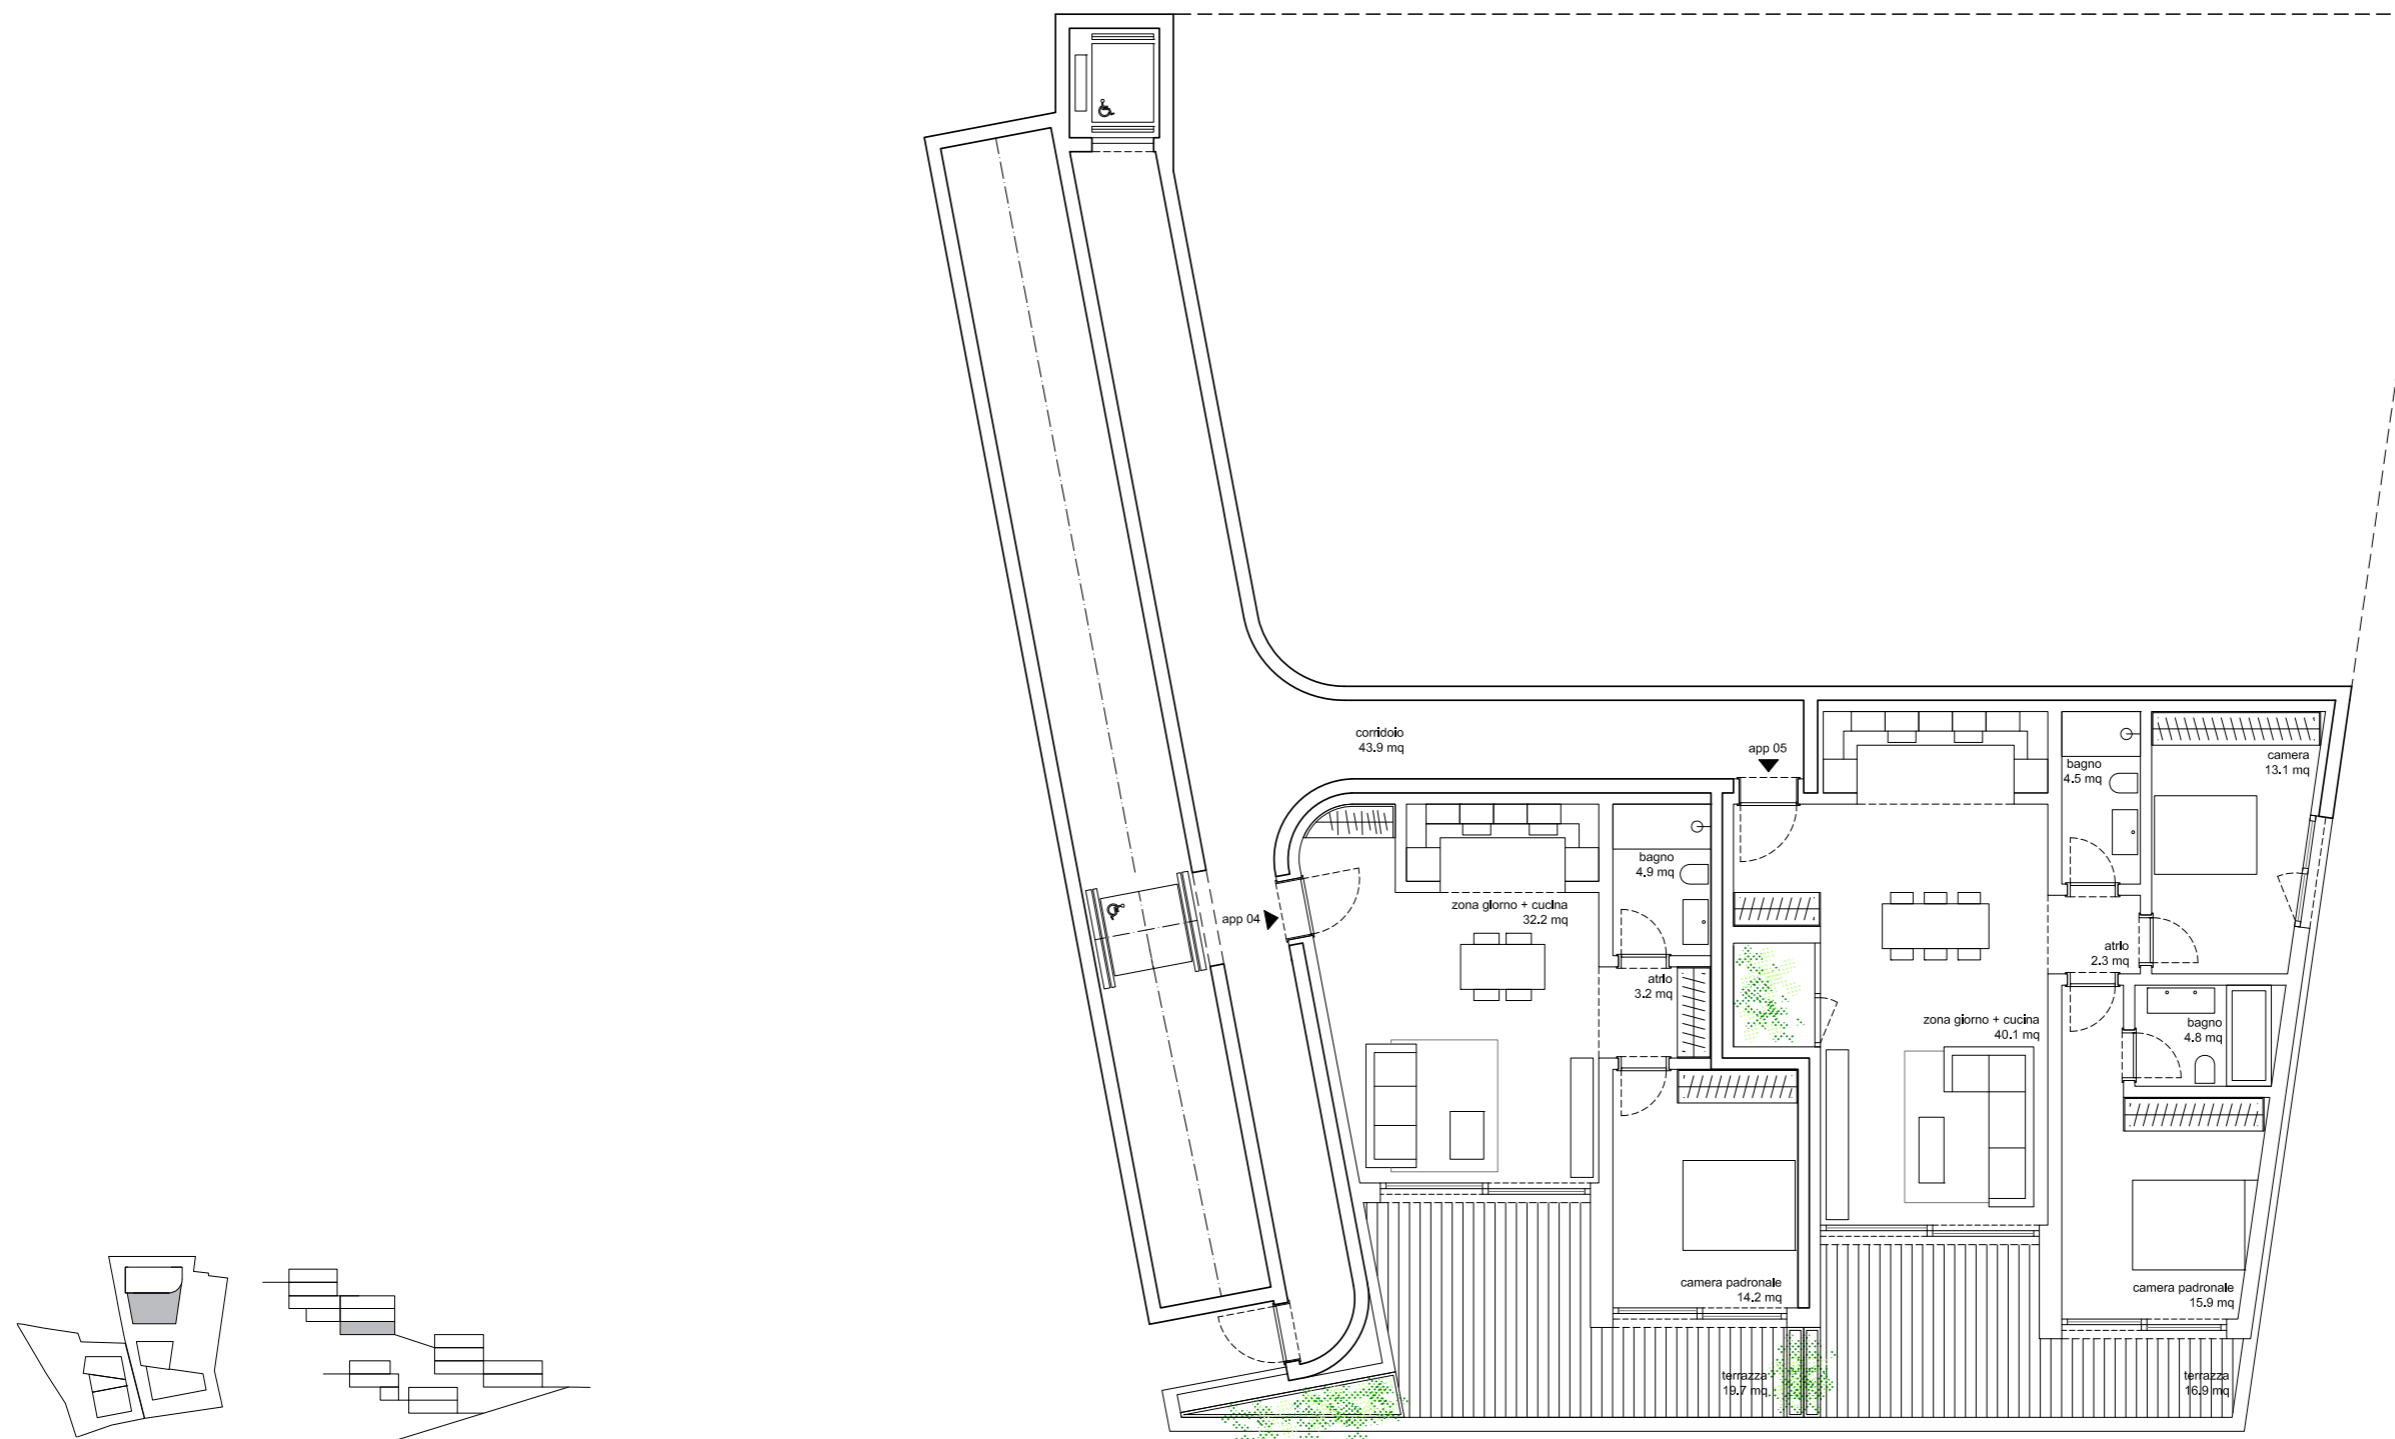 corridoio
43.9 mq
app 05
bagno
4.5 mq
camera
13.1 mq
app 04
zona giorno + cucina
32.2 mq
bagno
4.9 mq
atrio
3.2 mq
atrio
2.3 mq
zona giorno + cucina
40.1 mq
bagno
4.8 mq
camera padronale
14.2 mq
camera padronale
15.9 mq
terrazza
19.7 mq
terrazza
16.9 mq